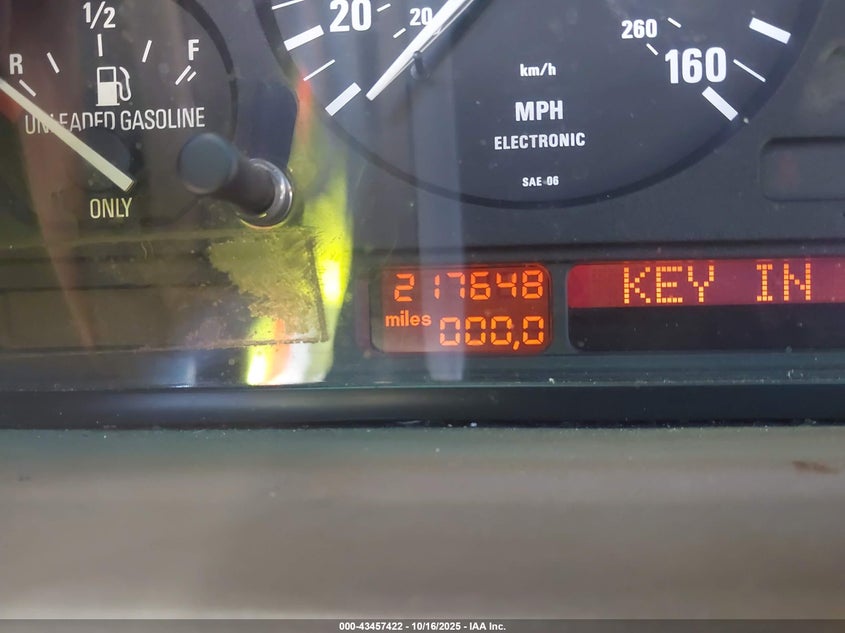 1/2
R
F
UNLEADED GASOLINE
ONLY
20
20
260
160
km/h
MPH
ELECTRONIC
SAE 06
217648
miles 000,0
KEY IN
000-43457422 - 10/16/2025 - IAA Inc.